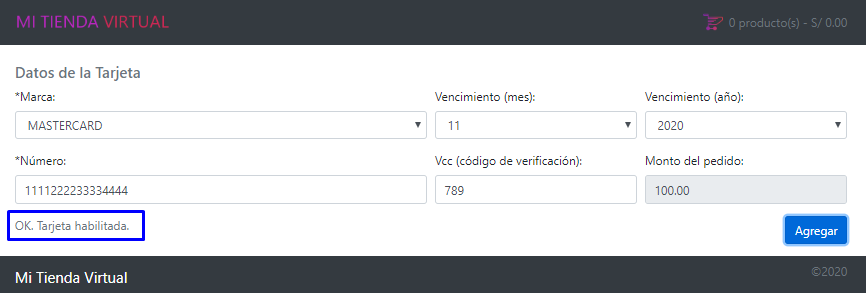 MI TIENDA VIRTUAL
0 producto(s) - S/ 0.00
Datos de la Tarjeta
*Marca:
Vencimiento (mes):
Vencimiento (año):
MASTERCARD
11
2020
*Número:
Vcc (código de verificación):
Monto del pedido:
1111222233334444
789
100.00
OK. Tarjeta habilitada.
Agregar
Mi Tienda Virtual
©2020